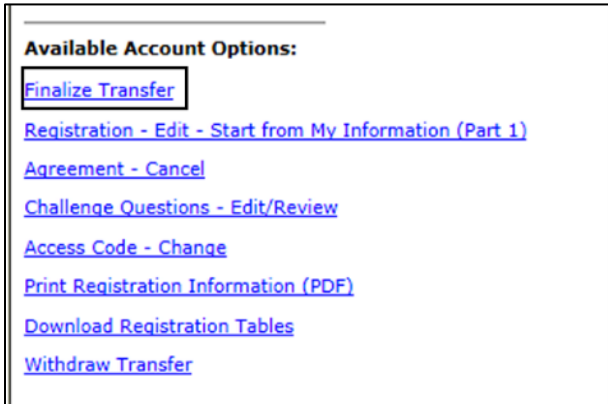 Available Account Options:
Finalize Transfer
Registration - Edit - Start from My Information (Part 1)
Agreement - Cancel
Challenge Questions - Edit/Review
Access Code - Change
Print Registration Information (PDF)
Download Registration Tables
Withdraw Transfer